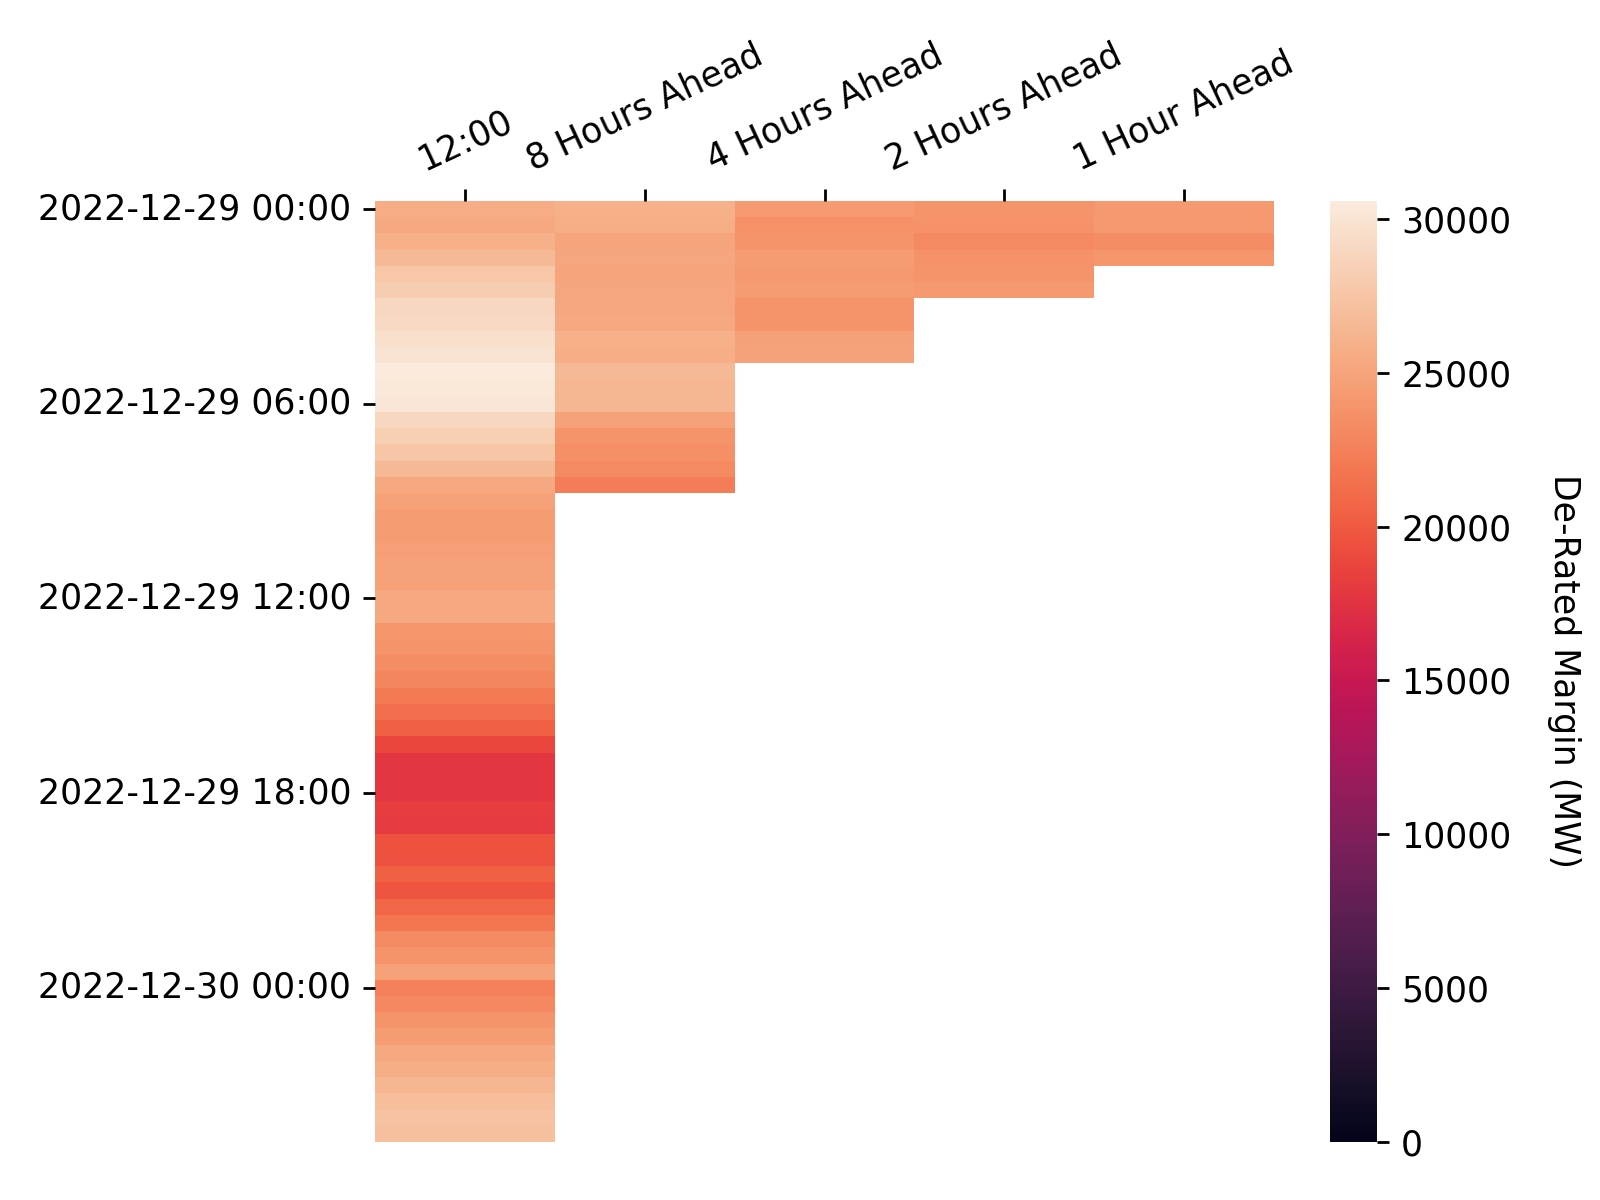 12:00
8 Hours Ahead
4 Hours Ahead
2 Hours Ahead
1 Hour Ahead
2022-12-29 00:00
2022-12-29 06:00
2022-12-29 12:00
2022-12-29 18:00
2022-12-30 00:00
30000
25000
20000
15000
10000
5000
0
De-Rated Margin (MW)